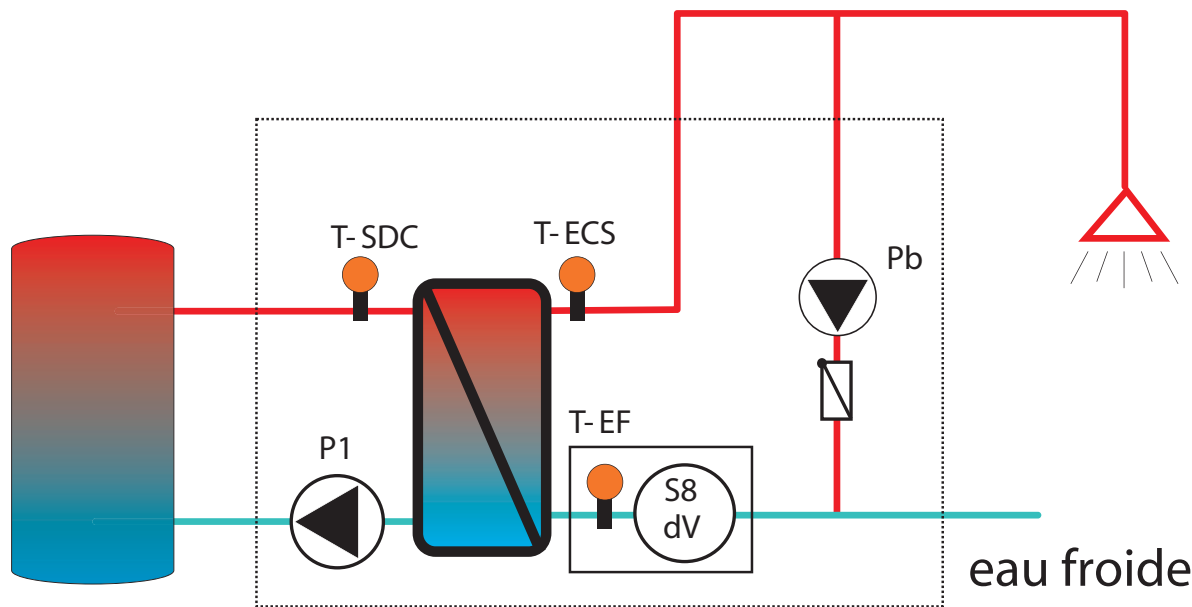 T- SDC
T- ECS
Pb
T- EF
P1
S8
dV
eau froide